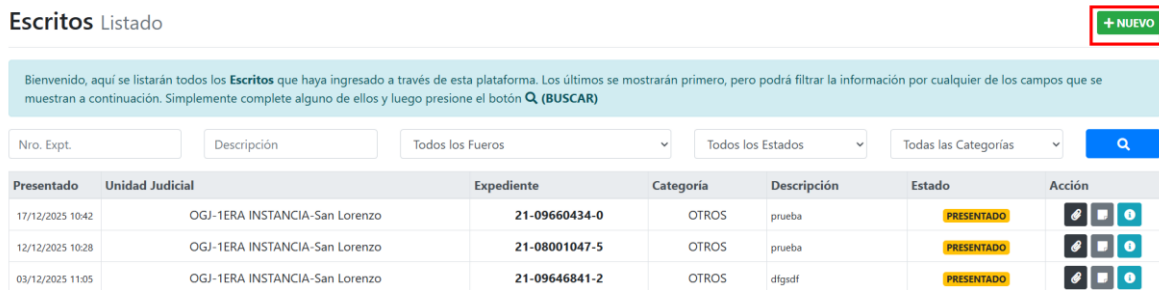 Escritos Listado
+ NUEVO
Bienvenido, aquí se listarán todos los Escritos que haya ingresado a través de esta plataforma. Los últimos se mostrarán primero, pero podrá filtrar la información por cualquier de los campos que se
muestran a continuación. Simplemente complete alguno de ellos y luego presione el botón (BUSCAR)
Nro. Expt. Descripción Todos los Fueros Todos los Estados Todas las Categorías
Presentado Unidad Judicial Expediente Categoría Descripción Estado Acción
17/12/2025 10:42 OGJ-1ERA INSTANCIA-San Lorenzo 21-09660434-0 OTROS prueba PRESENTADO
12/12/2025 10:28 OGJ-1ERA INSTANCIA-San Lorenzo 21-08001047-5 OTROS prueba PRESENTADO
03/12/2025 11:05 OGJ-1ERA INSTANCIA-San Lorenzo 21-09646841-2 OTROS dfgsdf PRESENTADO